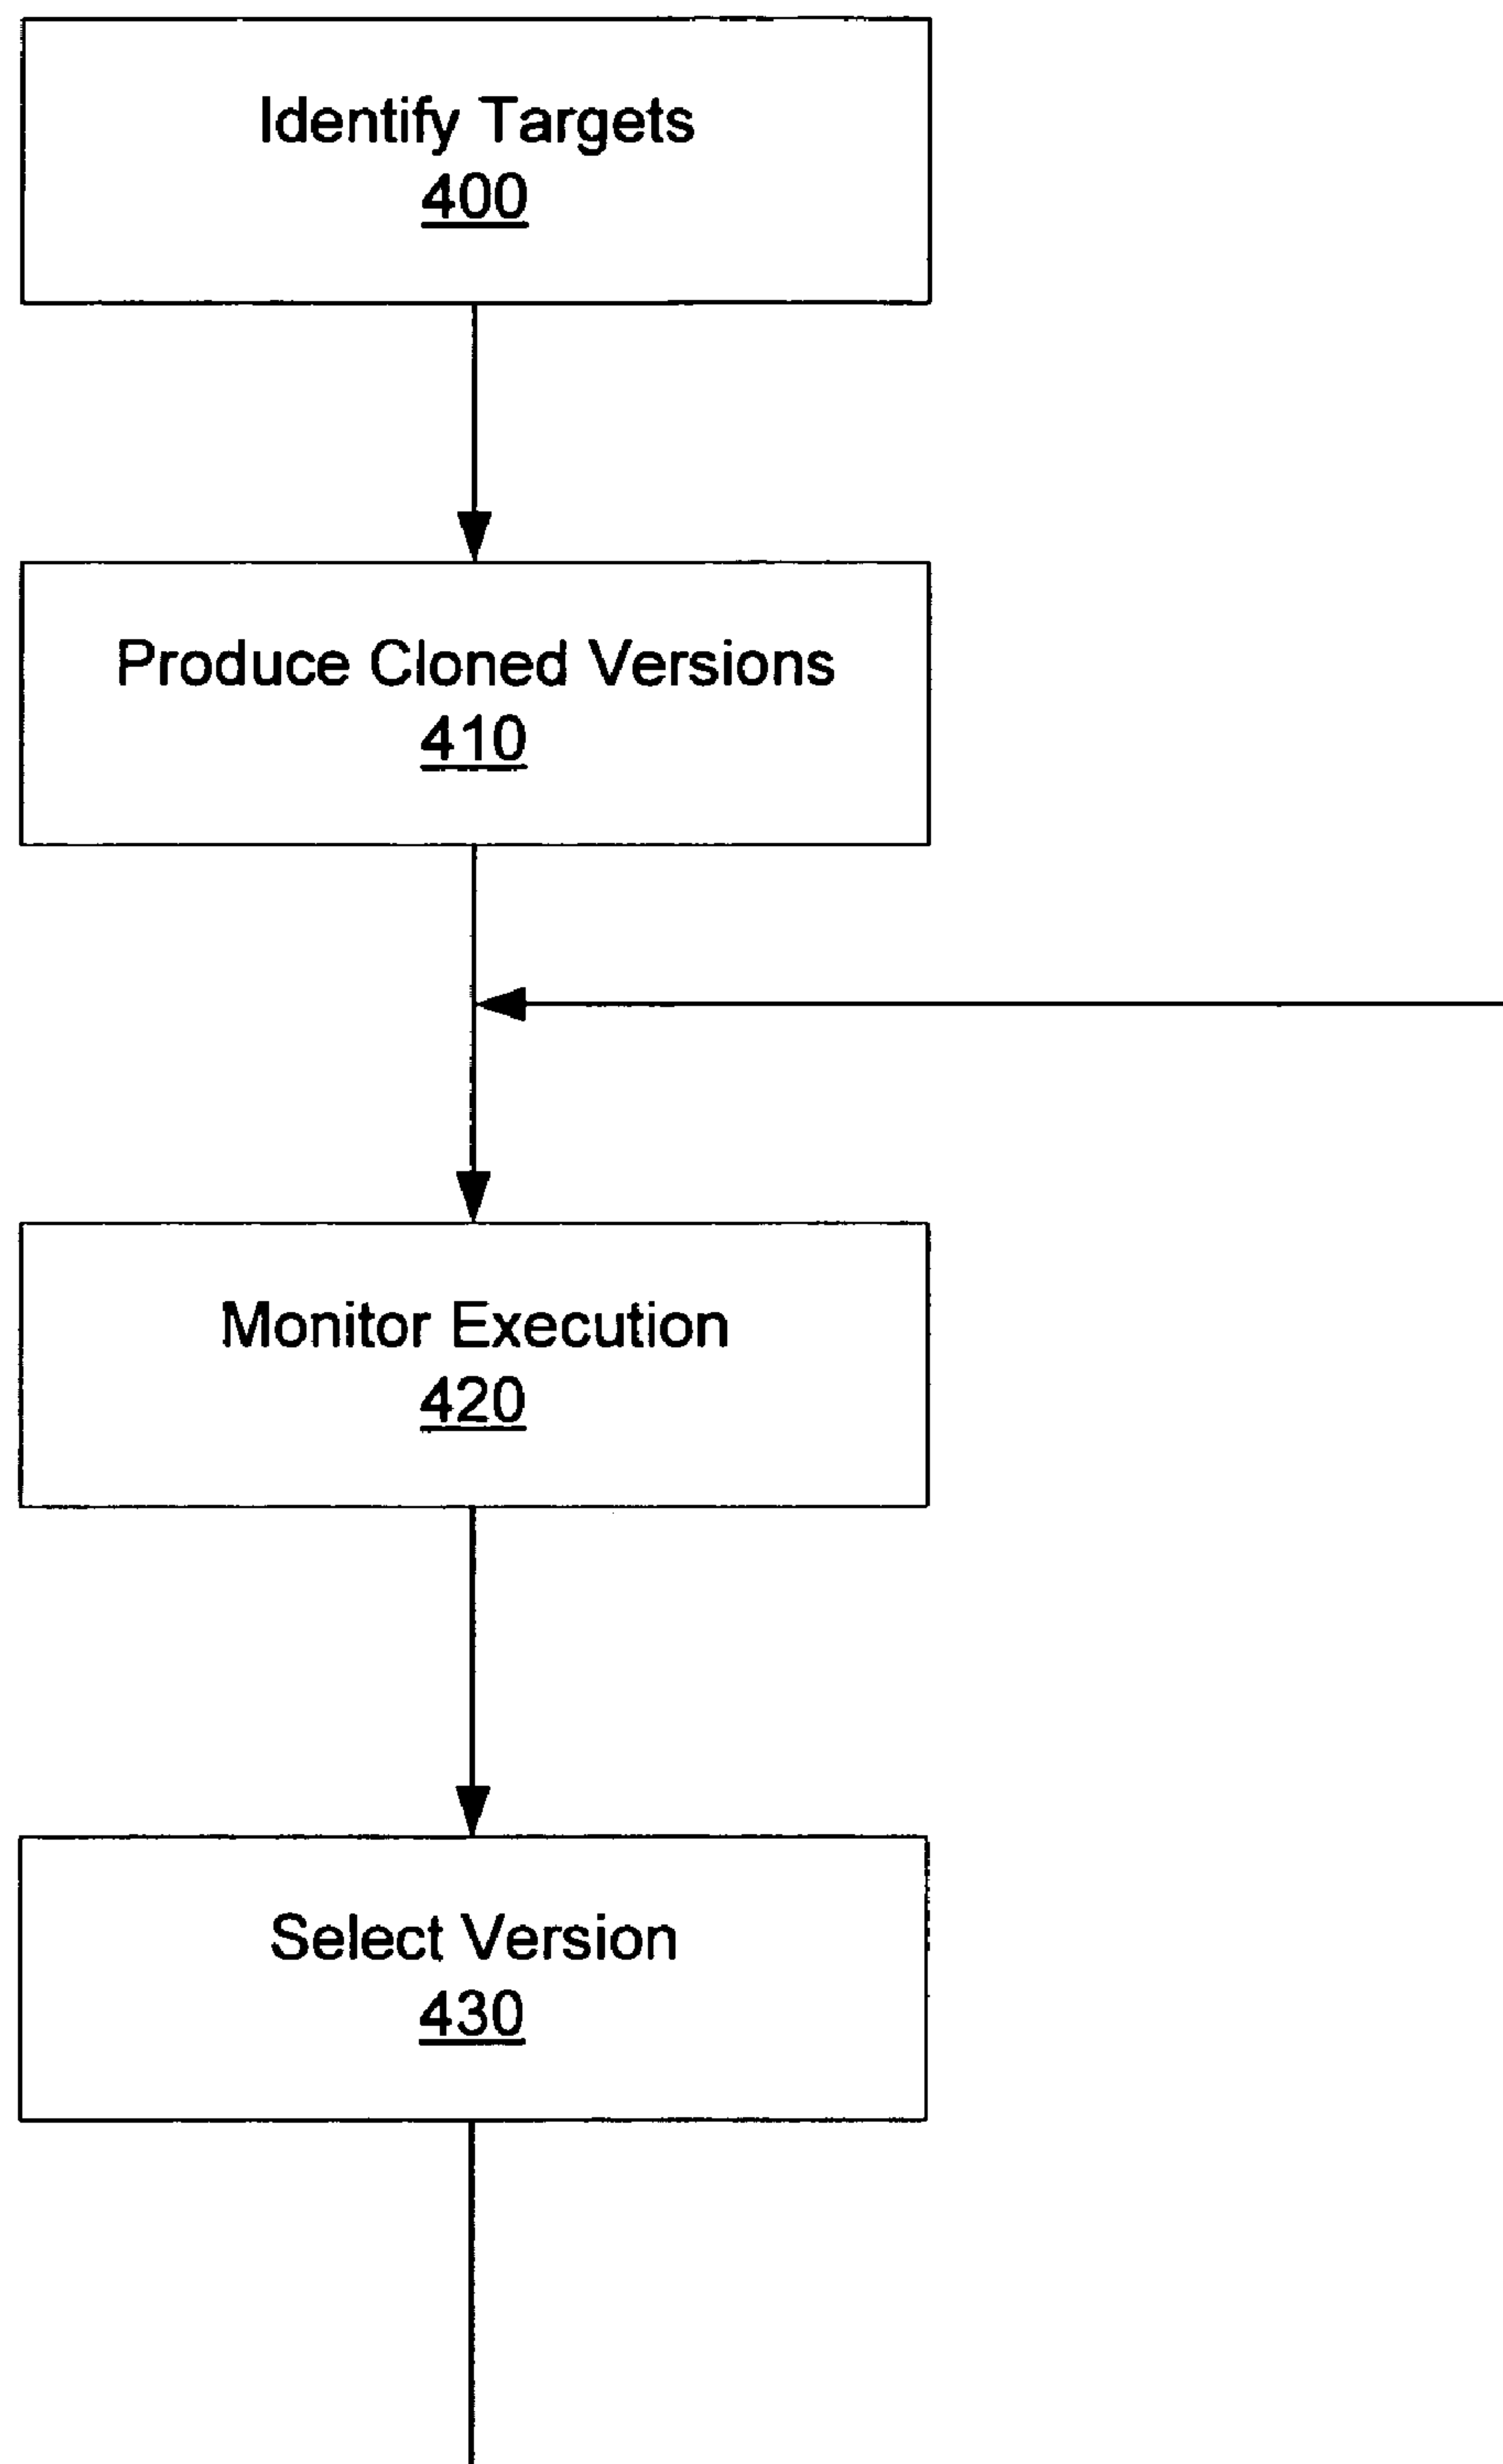 Identify Targets
400
Produce Cloned Versions
410
Monitor Execution
420
Select Version
430